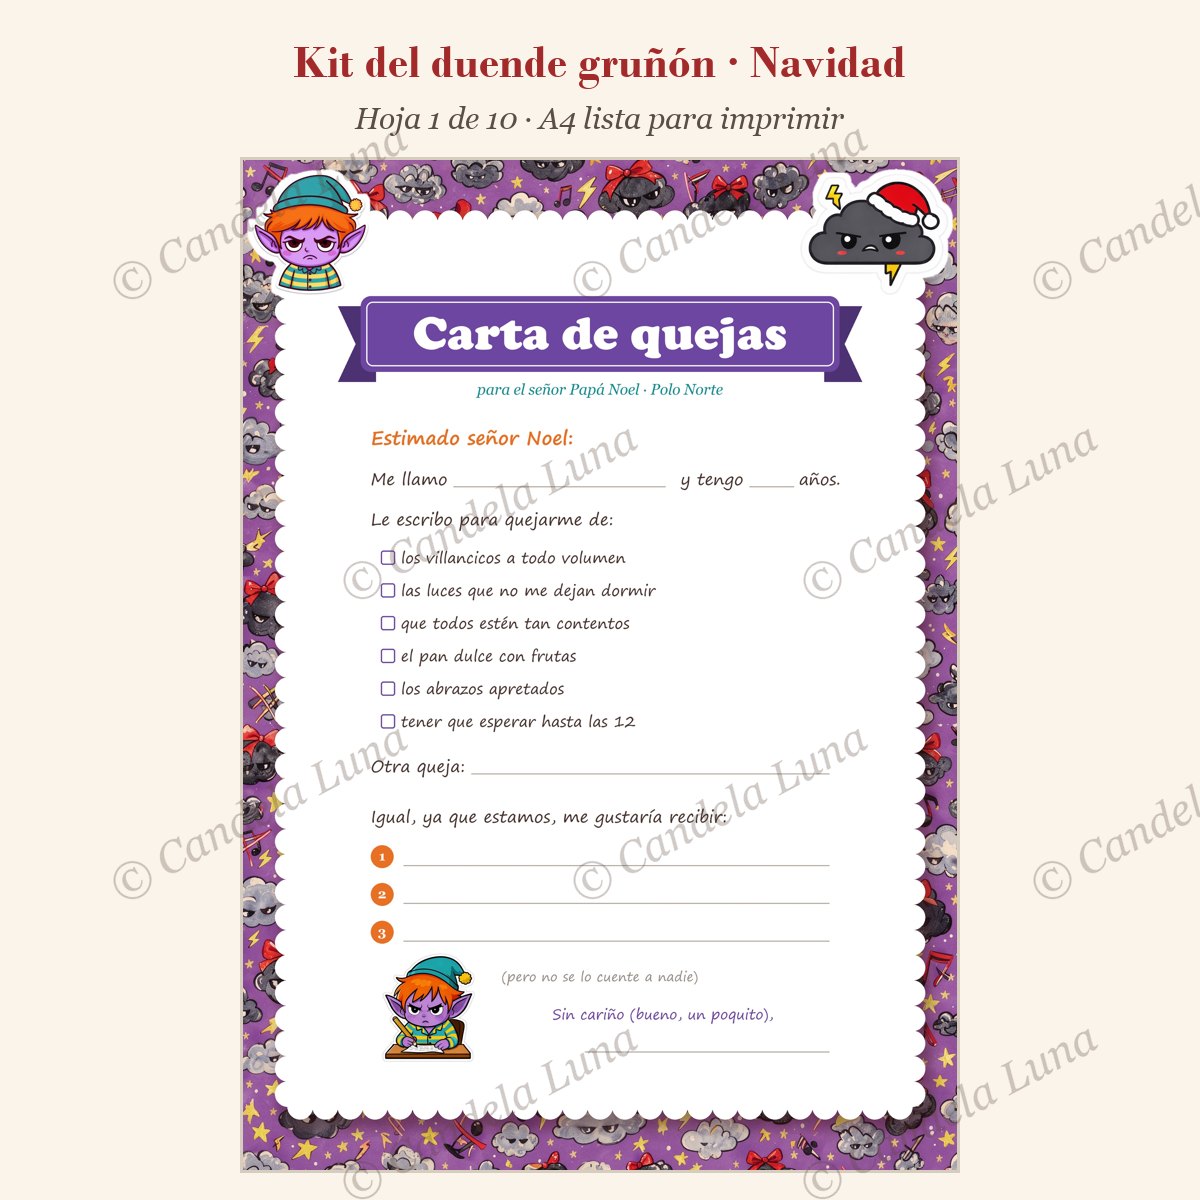 Kit del duende gruñón · Navidad
Hoja 1 de 10 · A4 lista para imprimir
Carta de quejas
para el señor Papá Noel · Polo Norte
Estimado señor Noel:
Me llamo ______ y tengo ____ años.
Le escribo para quejarme de:
los villancicos a todo volumen
las luces que no me dejan dormir
que todos estén tan contentos
el pan dulce con frutas
los abrazos apretados
tener que esperar hasta las 12
Otra queja:
Igual, ya que estamos, me gustaría recibir:
1
2
3
(pero no se lo cuente a nadie)
Sin cariño (bueno, un poquito),
© Candela Luna